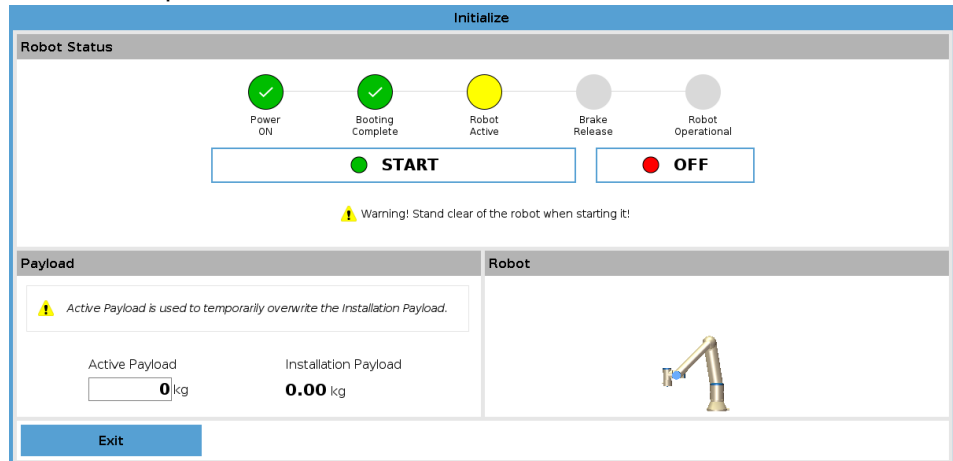 Initialize
Robot Status
Power
ON
Booting
Complete
Robot
Active
Brake
Release
Robot
Operational
START
OFF
Warning! Stand clear of the robot when starting it!
Payload
Active Payload is used to temporarily overwrite the Installation Payload.
Active Payload
0 kg
Installation Payload
0.00 kg
Robot
Exit